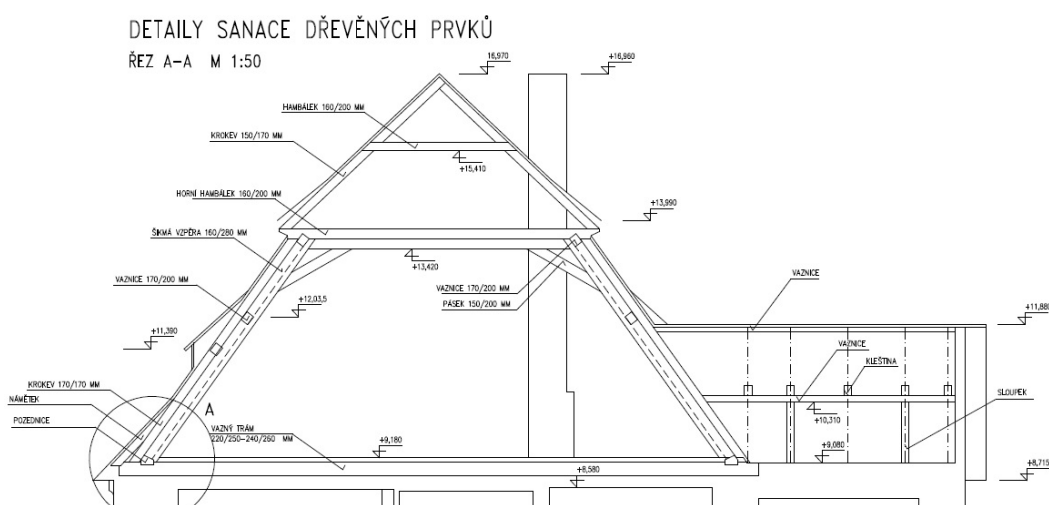 DETAILY SANACE DŘEVĚNÝCH PRVKŮ
ŘEZ A-A M 1:50
16,970
+16,960
HAMBÁLEK 160/200 MM
KROKEV 150/170 MM
+15,410
HORNÍ HAMBÁLEK 160/200 MM
+13,990
ŠIKMÁ VZPĚRA 160/280 MM
+13,420
VAZNICE 170/200 MM
VAZNICE 170/200 MM
PÁSEK 150/200 MM
VAZNICE
+12,03,5
+11,880
+11,390
VAZNICE
KLEŠTINA
KROKEV 170/170 MM
NÁMĚTEK
POZEDNICE
A
SLOUPEK
+10,310
VAZNÝ TRÁM
220/250-240/260 MM
+9,180
+9,080
+8,580
+8,715